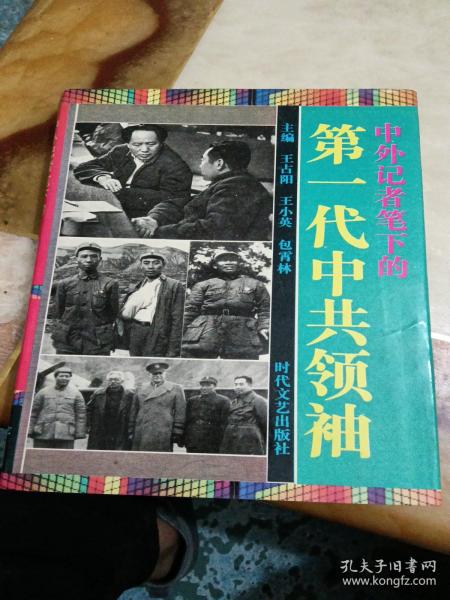 中外记者笔下的
第一代中共领袖
主编 王占阳 王小英 包霄林
时代文艺出版社
孔夫子旧书网
www.kongfz.com